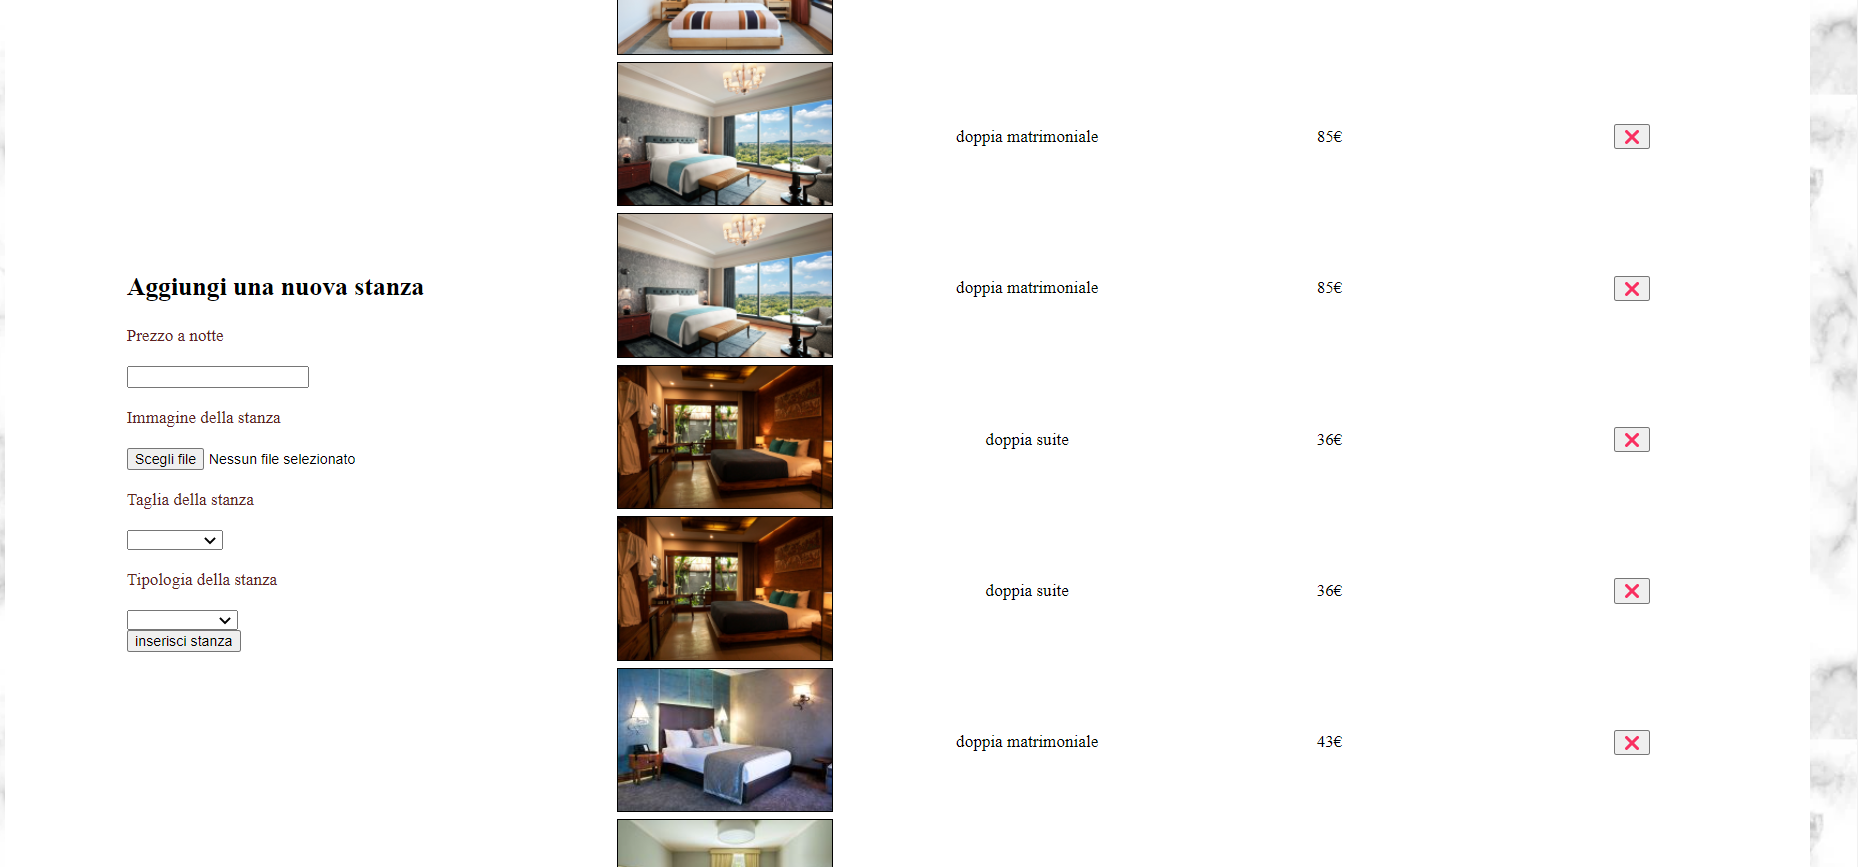 Aggiungi una nuova stanza
Prezzo a notte
Immagine della stanza
Scegli file Nessun file selezionato
Taglia della stanza
Tipologia della stanza
inserisci stanza
doppia matrimoniale 85€
doppia matrimoniale 85€
doppia suite 36€
doppia suite 36€
doppia matrimoniale 43€